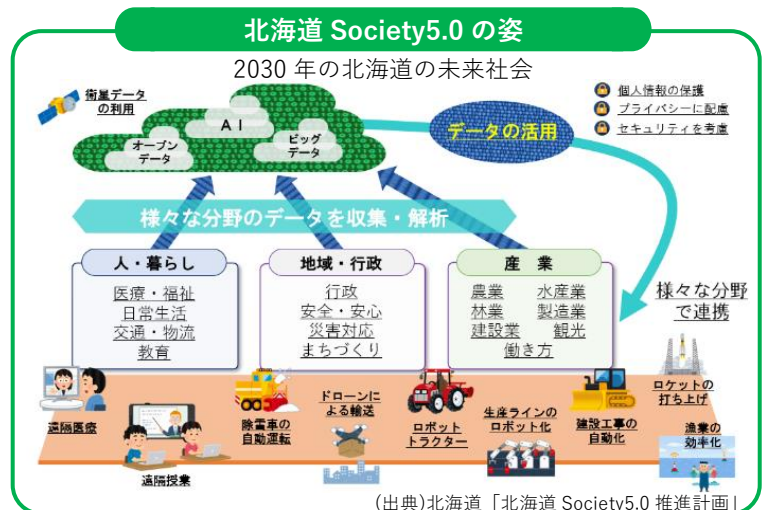 北海道 Society5.0 の姿
2030 年の北海道の未来社会
衛星データ
の利用
AI
オープン
データ
ビッグ
データ
データの活用
個人情報の保護
プライバシーに配慮
セキュリティを考慮
様々な分野のデータを収集・解析
人・暮らし
医療・福祉
日常生活
交通・物流
教育
地域・行政
行政
安全・安心
災害対応
まちづくり
産 業
農業 水産業
林業 製造業
建設業 観光
働き方
様々な分野
で連携
遠隔医療
遠隔授業
除雪車の
自動運転
ドローンに
よる輸送
ロボット
トラクター
生産ラインの
ロボット化
建設工事の
自動化
ロケットの
打ち上げ
漁業の
効率化
(出典)北海道「北海道 Society5.0 推進計画」